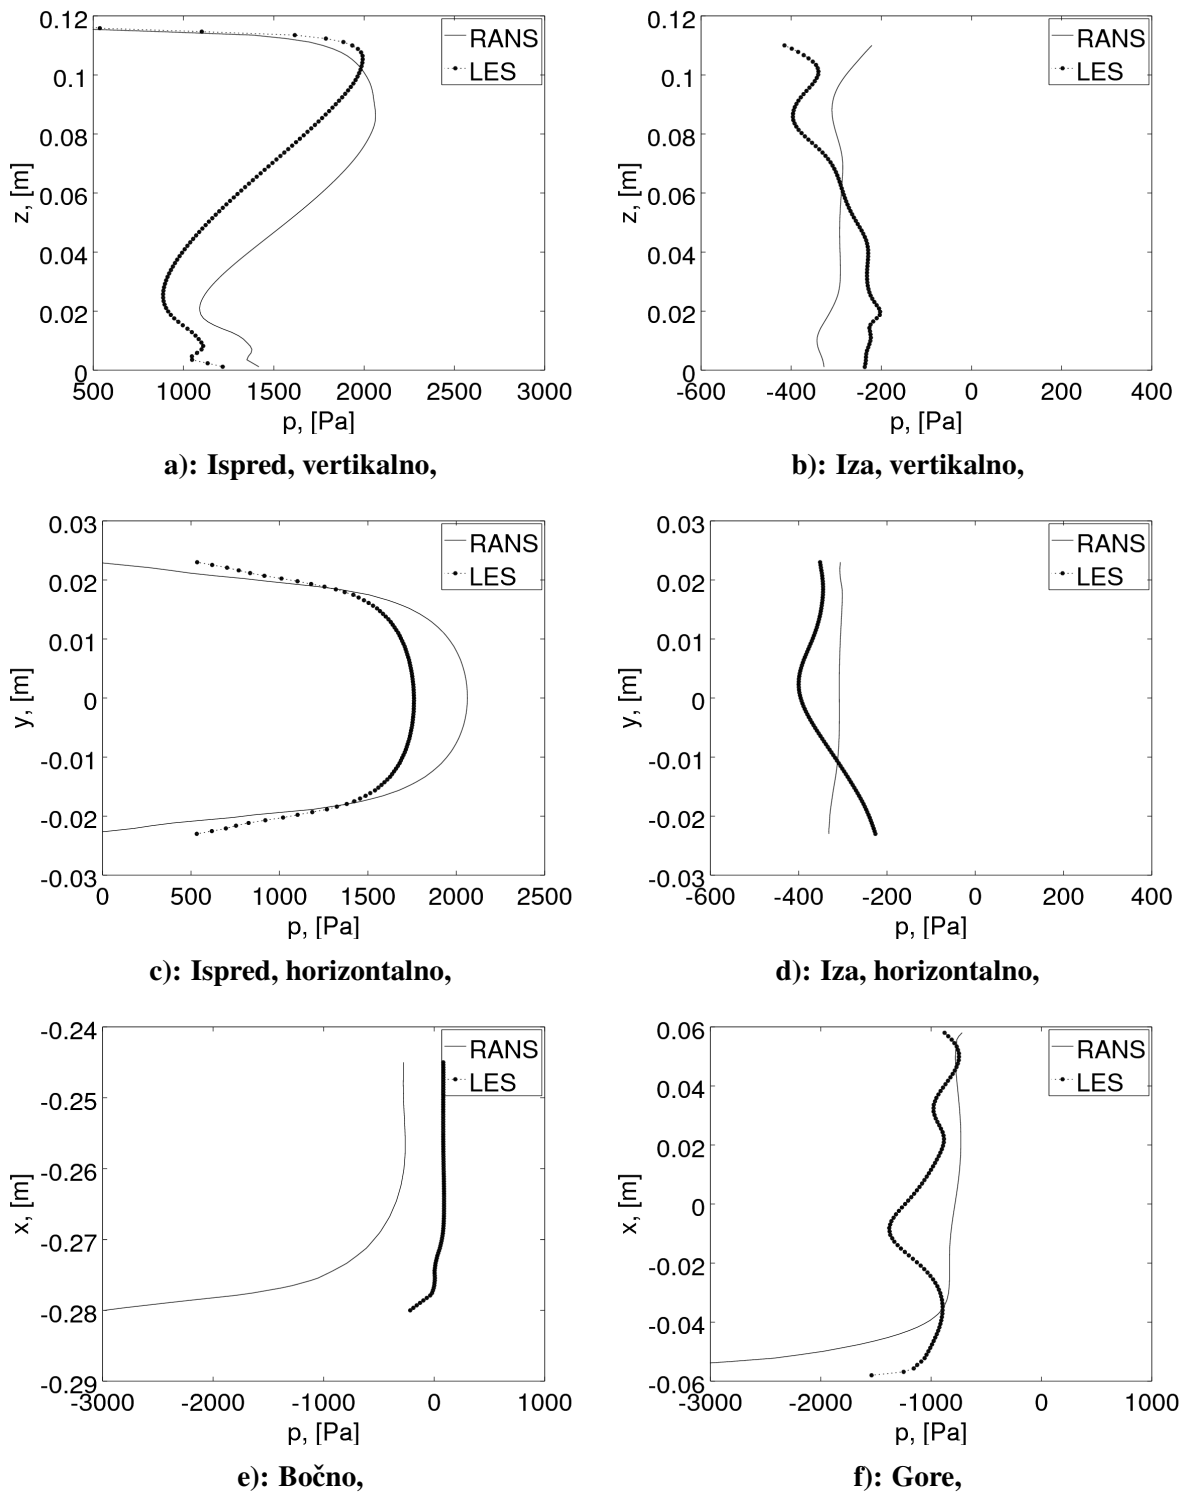 0.12
0.1
0.08
0.06
0.04
0.02
0
z, [m]
500 1000 1500 2000 2500 3000
p, [Pa]
RANS
LES
a): Ispred, vertikalno,
0.12
0.1
0.08
0.06
0.04
0.02
0
z, [m]
-600 -400 -200 0 200 400
p, [Pa]
RANS
LES
b): Iza, vertikalno,
0.03
0.02
0.01
0
-0.01
-0.02
-0.03
y, [m]
0 500 1000 1500 2000 2500
p, [Pa]
RANS
LES
c): Ispred, horizontalno,
0.03
0.02
0.01
0
-0.01
-0.02
-0.03
y, [m]
-600 -400 -200 0 200 400
p, [Pa]
RANS
LES
d): Iza, horizontalno,
-0.24
-0.25
-0.26
-0.27
-0.28
-0.29
x, [m]
-3000 -2000 -1000 0 1000
p, [Pa]
RANS
LES
e): Bočno,
0.06
0.04
0.02
0
-0.02
-0.04
-0.06
x, [m]
-3000 -2000 -1000 0 1000
p, [Pa]
RANS
LES
f): Gore,